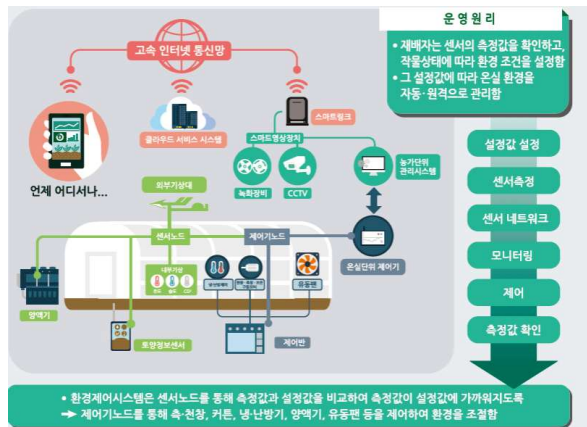 운영원리
• 재배자는 센서의 측정값을 확인하고,
작물상태에 따라 환경 조건을 설정함
• 그 설정값에 따라 온실 환경을
자동·원격으로 관리함
고속 인터넷 통신망
스마트링크
클라우드 서비스 시스템
스마트영상장치
녹화장비
CCTV
농가단위
관리시스템
언제 어디서나...
외부기상대
센서노드
제어기노드
온실단위 제어기
내부기상
온도
습도
CO2
유동팬
양액기
토양정보센서
제어반
설정값 설정
센서측정
센서 네트워크
모니터링
제어
측정값 확인
• 환경제어시스템은 센서노드를 통해 측정값과 설정값을 비교하여 측정값이 설정값에 가까워지도록
➞ 제어기노드를 통해 측·천창, 커튼, 냉·난방기, 양액기, 유동팬 등을 제어하여 환경을 조절함